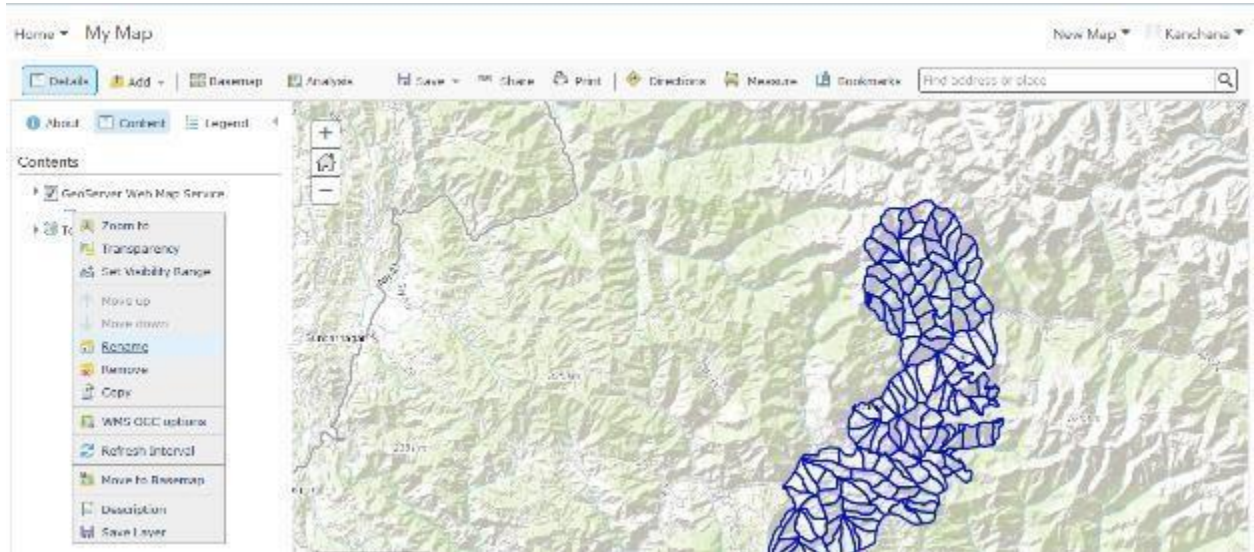 Home My Map New Map Kanchana
Details Add Basemap Analysis Save Share Print Directions Measure Bookmarks Find address or place
About Content Legend
Contents
GeoServer Web Map Service
To
Zoom to
Transparency
Set Visibility Range
Move up
Move down
Rename
Remove
Copy
WMS OGC options
Refresh Interval
Move to Basemap
Description
Save Layer